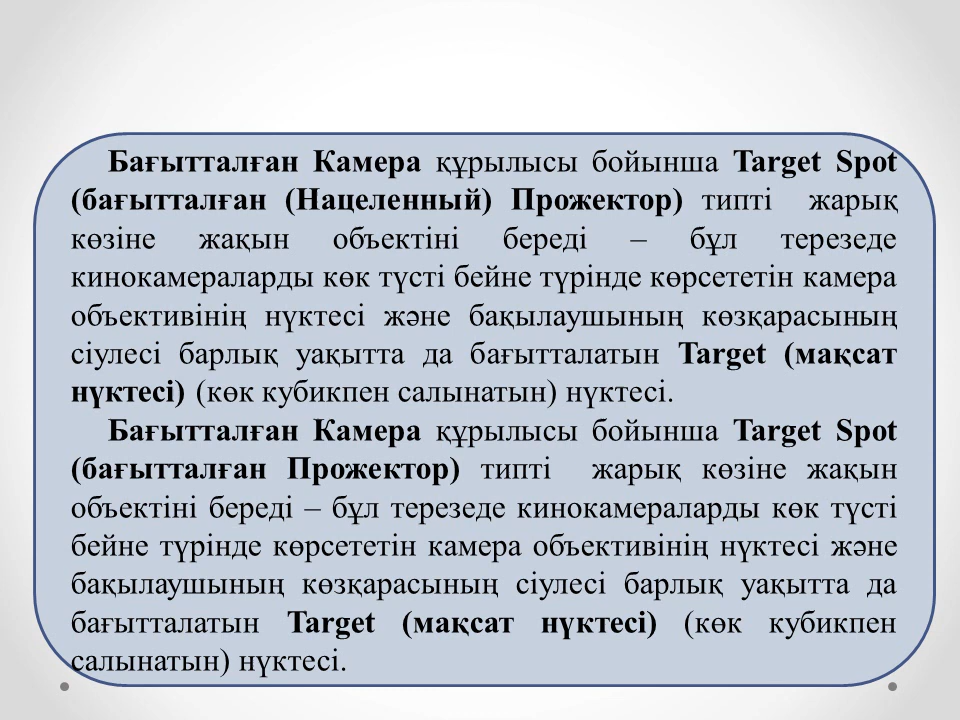 Бағытталған Камера құрылысы бойынша Target Spot
(бағытталған (Нацеленный) Прожектор) типті жарық
көзіне жақын объектіні береді – бұл терезеде
кинокамераларды көк түсті бейне түрінде көрсететін камера
объективінің нүктесі және бақылаушының көзқарасының
сіулесі барлық уақытта да бағытталатын Target (мақсат
нүктесі) (көк кубикпен салынатын) нүктесі.
Бағытталған Камера құрылысы бойынша Target Spot
(бағытталған Прожектор) типті жарық көзіне жақын
объектіні береді – бұл терезеде кинокамераларды көк түсті
бейне түрінде көрсететін камера объективінің нүктесі және
бақылаушының көзқарасының сіулесі барлық уақытта да
бағытталатын Target (мақсат нүктесі) (көк кубикпен
салынатын) нүктесі.